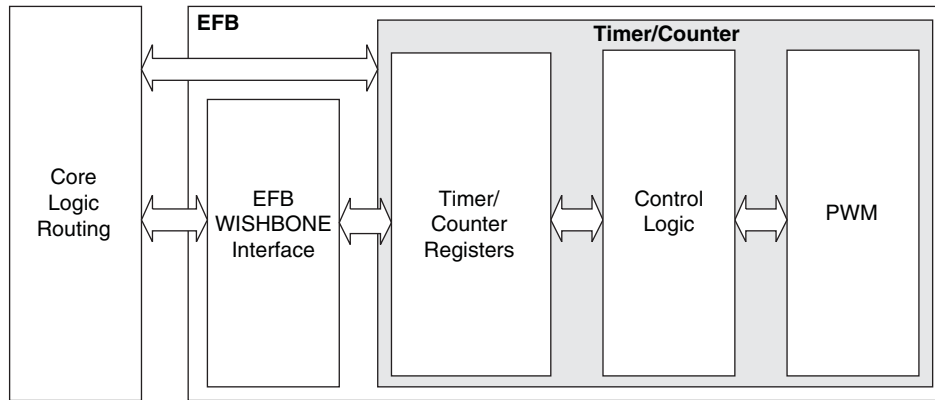 EFB
Timer/Counter
Core
Logic
Routing
EFB
WISHBONE
Interface
Timer/
Counter
Registers
Control
Logic
PWM